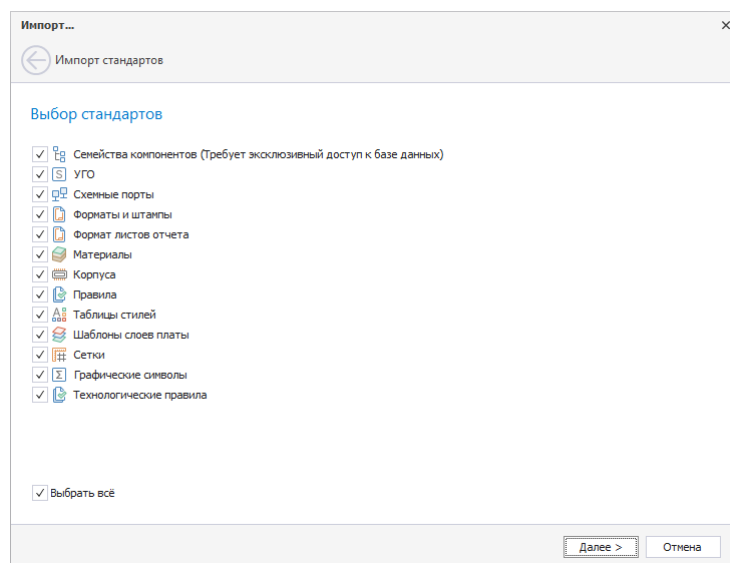 Импорт...
Импорт стандартов
Выбор стандартов
Семейства компонентов (Требует эксклюзивный доступ к базе данных)
S УГО
Схемные порты
Форматы и штампы
Формат листов отчета
Материалы
Корпуса
Правила
Таблицы стилей
Шаблоны слоев платы
Сетки
Σ Графические символы
Технологические правила
Выбрать всё
Далее > Отмена